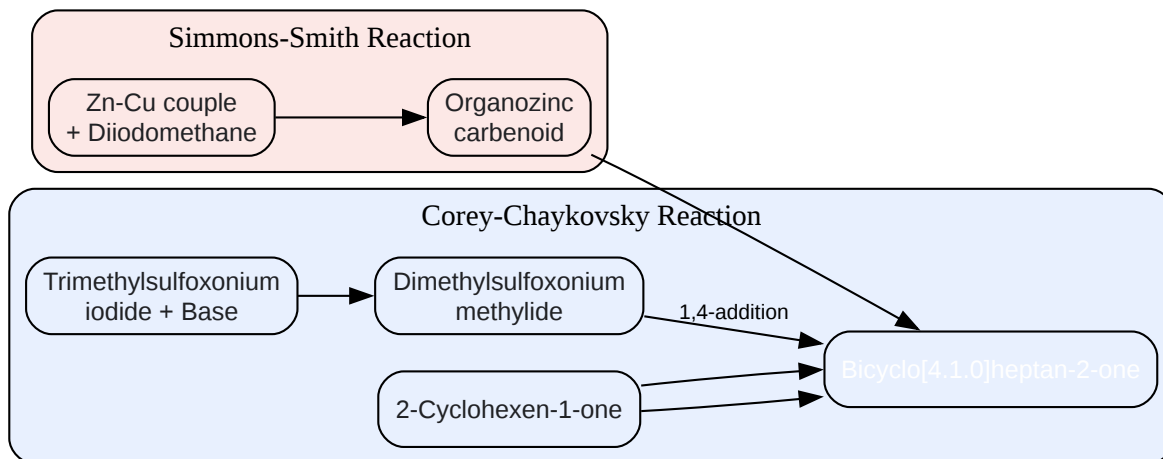 Simmons-Smith Reaction
Zn-Cu couple
+ Diiodomethane
Organozinc
carbenoid
Corey-Chaykovsky Reaction
Trimethylsulfoxonium
iodide + Base
Dimethylsulfoxonium
methylide
1,4-addition
2-Cyclohexen-1-one
Bicyclo[4.1.0]heptan-2-one